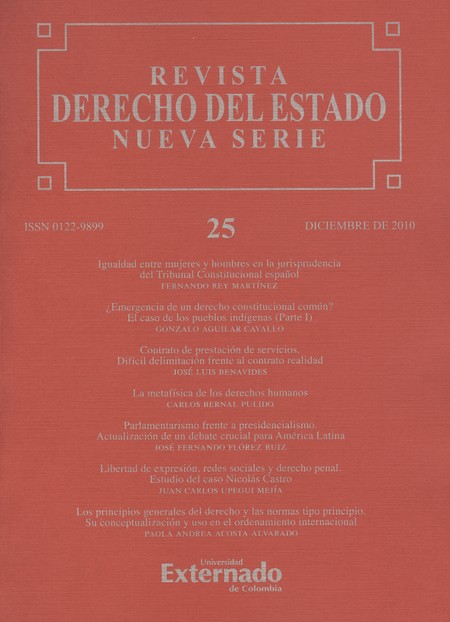 REVISTA
DERECHO DEL ESTADO
NUEVA SERIE
ISSN 0122-9899
25
DICIEMBRE DE 2010
Igualdad entre mujeres y hombres en la jurisprudencia
del Tribunal Constitucional español
FERNANDO REY MARTÍNEZ
¿Emergencia de un derecho constitucional común?
El caso de los pueblos indígenas (Parte I)
GONZALO AGUILAR CAVALLO
Contrato de prestación de servicios.
Difícil delimitación frente al contrato realidad
JOSÉ LUIS BENAVIDES
La metafísica de los derechos humanos
CARLOS BERNAL PULIDO
Parlamentarismo frente a presidencialismo.
Actualización de un debate crucial para América Latina
JOSÉ FERNANDO FLÓREZ RUIZ
Libertad de expresión, redes sociales y derecho penal.
Estudio del caso Nicolás Castro
JUAN CARLOS UPEGUI MEJÍA
Los principios generales del derecho y las normas tipo principio.
Su conceptualización y uso en el ordenamiento internacional
PAOLA ANDREA ACOSTA ALVARADO
Universidad
Externado
de Colombia